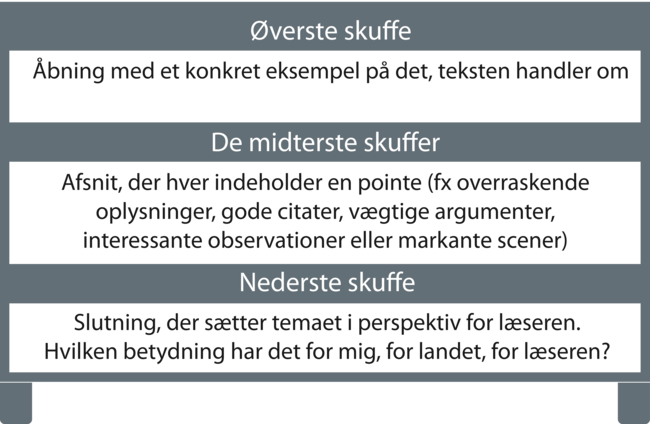 Øverste skuffe
Åbning med et konkret eksempel på det, teksten handler om
De midterste skuffer
Afsnit, der hver indeholder en pointe (fx overraskende
oplysninger, gode citater, vægtige argumenter,
interessante observationer eller markante scener)
Nederste skuffe
Slutning, der sætter temaet i perspektiv for læseren.
Hvilken betydning har det for mig, for landet, for læseren?